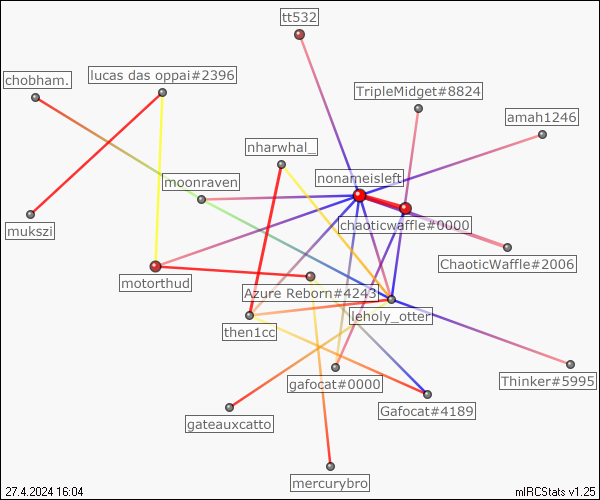 tt532
chobham.
lucas das oppai#2396
TripleMidget#8824
amah1246
nharwhal_
moonraven
nonameisleft
mukszi
chaoticwaffle#0000
ChaoticWaffle#2006
motorthud
Azure Reborn#4243
leholy_otter
then1cc
gafocat#0000
Thinker#5995
Gafocat#4189
gateauxcatto
mercurybro
27.4.2024 16:04
mIRCStats v1.25